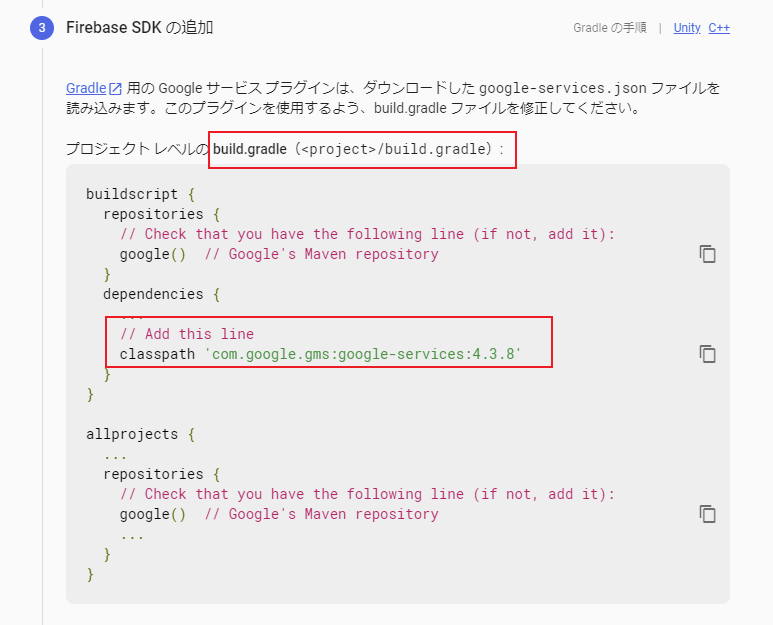 3 Firebase SDK の追加 Gradle の手順 | Unity C++
Gradle 用の Google サービス プラグインは、ダウンロードした google-services.json ファイルを
読み込みます。このプラグインを使用するよう、build.gradle ファイルを修正してください。
プロジェクト レベルの build.gradle（<project>/build.gradle）:
buildscript {
repositories {
// Check that you have the following line (if not, add it):
google()  // Google's Maven repository
}
dependencies {
...
// Add this line
classpath 'com.google.gms:google-services:4.3.8'
}
}
allprojects {
...
repositories {
// Check that you have the following line (if not, add it):
google()  // Google's Maven repository
...
}
}